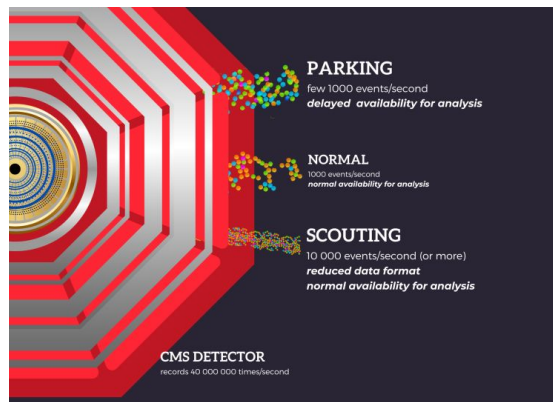 PARKING
few 1000 events/second
delayed availability for analysis
NORMAL
1000 events/second
normal availability for analysis
SCOUTING
10 000 events/second (or more)
reduced data format
normal availability for analysis
CMS DETECTOR
records 40 000 000 times/second